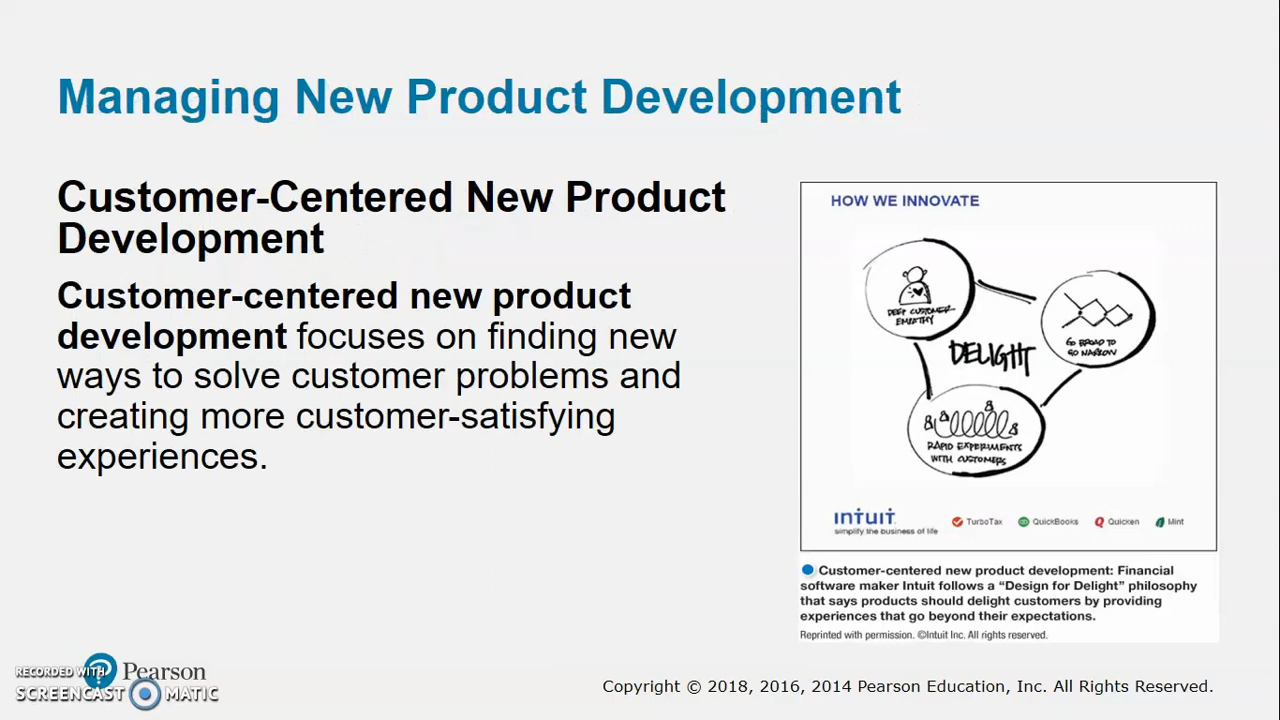 Managing New Product Development
Customer-Centered New Product
Development
Customer-centered new product
development focuses on finding new
ways to solve customer problems and
creating more customer-satisfying
experiences.
HOW WE INNOVATE
DEEP CUSTOMER
EMPATHY
GO BROAD TO
GO NARROW
DELIGHT
RAPID EXPERIMENTS
WITH CUSTOMERS
intuit
simplify the business of life
TurboTax QuickBooks Quicken Mint
Customer-centered new product development: Financial
software maker Intuit follows a “Design for Delight” philosophy
that says products should delight customers by providing
experiences that go beyond their expectations.
Reprinted with permission. ©Intuit Inc. All rights reserved.
Pearson
RECORDED WITH
SCREENCAST MATIC
Copyright © 2018, 2016, 2014 Pearson Education, Inc. All Rights Reserved.